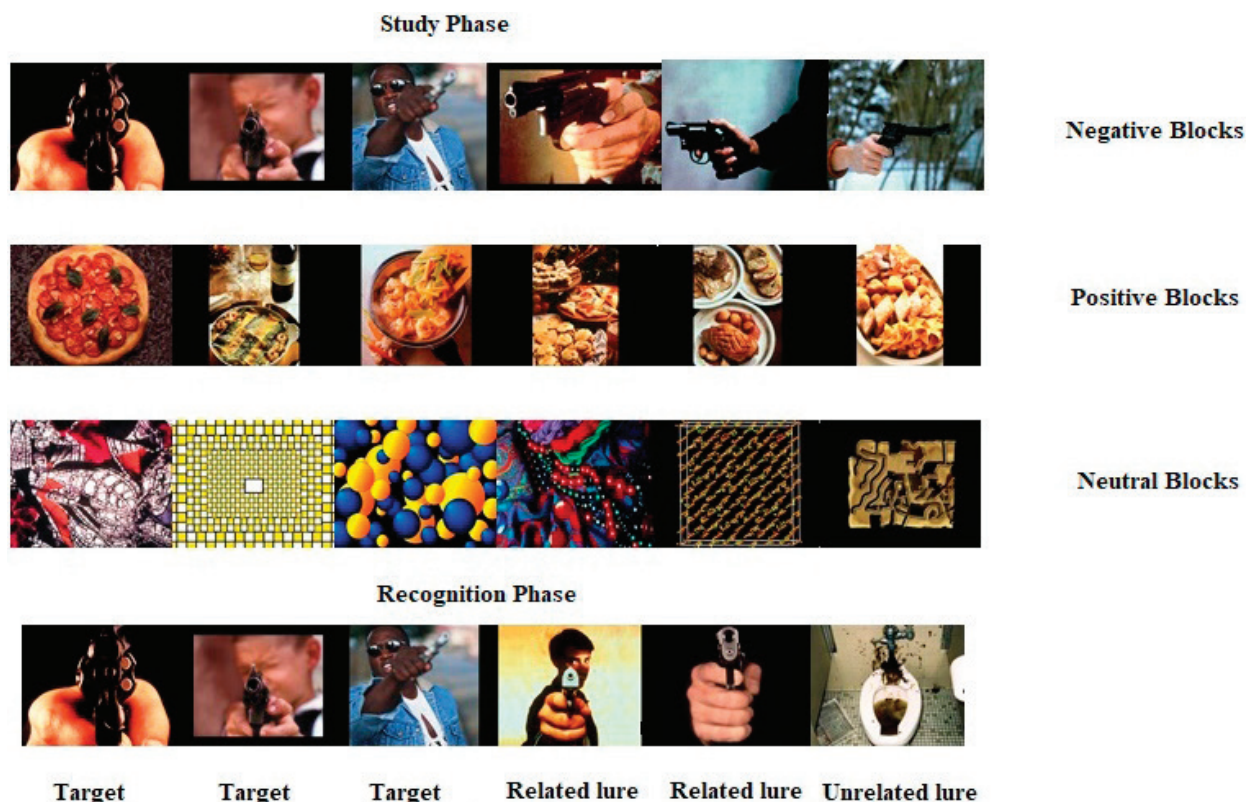 Study Phase
Negative Blocks
Positive Blocks
Neutral Blocks
Recognition Phase
Target Target Target Related lure Related lure Unrelated lure